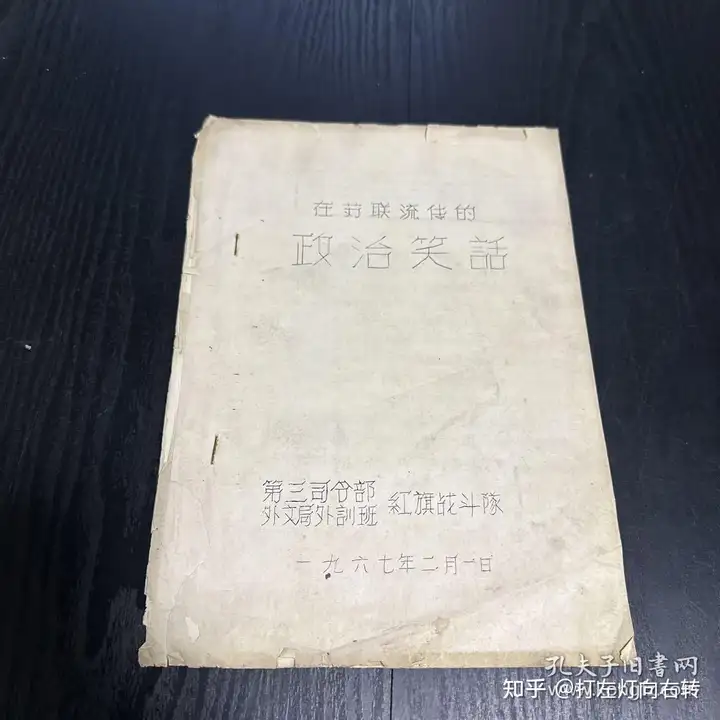 在苏联流传的
政治笑話
第三司令部
外文局外訓班 紅旗战斗隊
一九六七年二月一日
孔夫子旧書网
知乎 @打左灯向右转